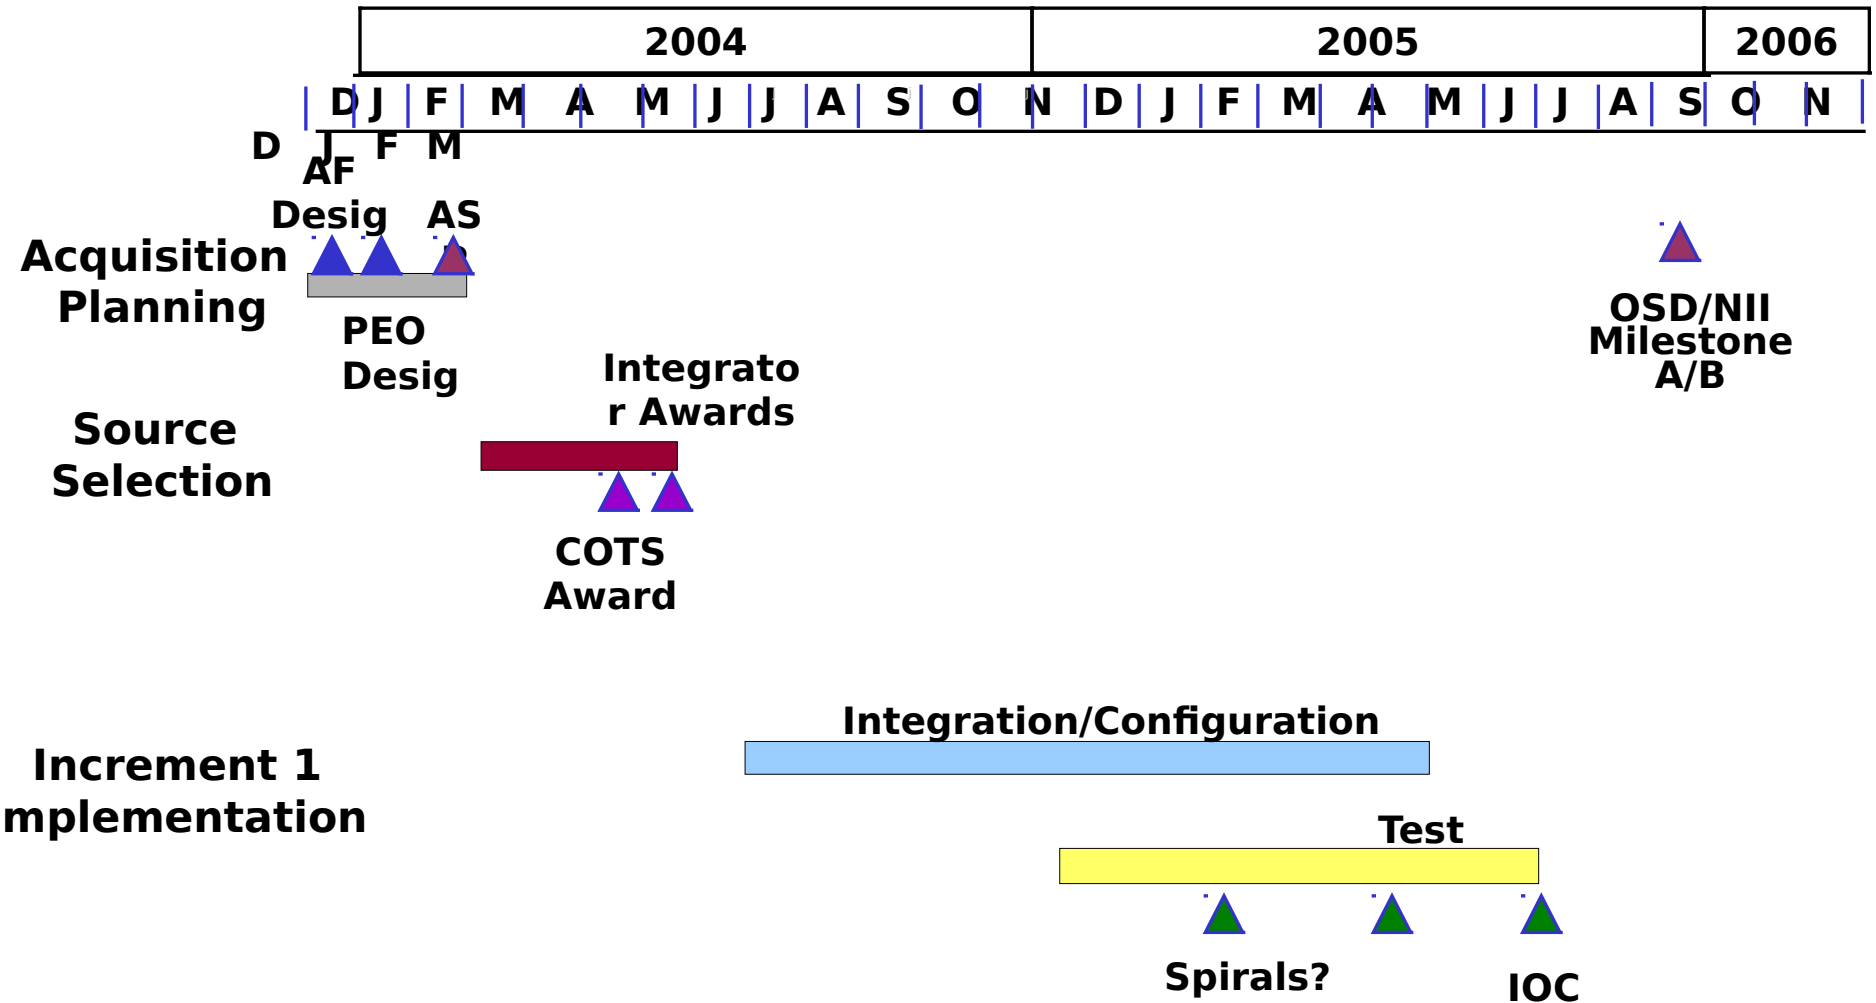 2004 2005 2006
D J F M A M J J A S O N D J F M A M J J A S O N
D J F M
AF
Desig AS
Acquisition
Planning
PEO
Desig
OSD/NII
Milestone
A/B
Integrato
r Awards
Source
Selection
COTS
Award
Integration/Configuration
Increment 1
mplementation
Test
Spirals?
IOC